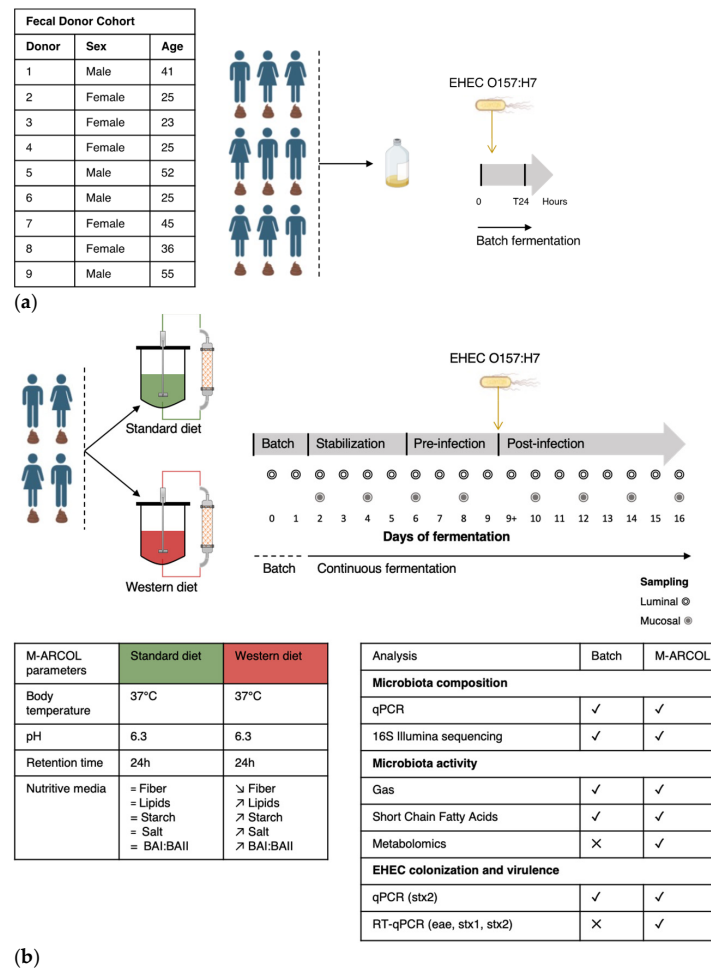 Fecal Donor Cohort
Donor Sex Age
1 Male 41
2 Female 25
3 Female 23
4 Female 25
5 Male 52
6 Male 25
7 Female 45
8 Female 36
9 Male 55
EHEC O157:H7
0 T24 Hours
Batch fermentation
(a)
Standard diet
Western diet
EHEC O157:H7
Batch Stabilization Pre-infection Post-infection
0 1 2 3 4 5 6 7 8 9 9+ 10 11 12 13 14 15 16
Days of fermentation
Batch Continuous fermentation
Sampling
Luminal
Mucosal
M-ARCOL parameters Standard diet Western diet
Body temperature 37°C 37°C
pH 6.3 6.3
Retention time 24h 24h
Nutritive media = Fiber ↘ Fiber
= Lipids ↗ Lipids
= Starch ↗ Starch
= Salt ↗ Salt
= BAI:BAII ↗ BAI:BAII
Analysis Batch M-ARCOL
Microbiota composition
qPCR ✓ ✓
16S Illumina sequencing ✓ ✓
Microbiota activity
Gas ✓ ✓
Short Chain Fatty Acids ✓ ✓
Metabolomics ✕ ✓
EHEC colonization and virulence
qPCR (stx2) ✓ ✓
RT-qPCR (eae, stx1, stx2) ✕ ✓
(b)